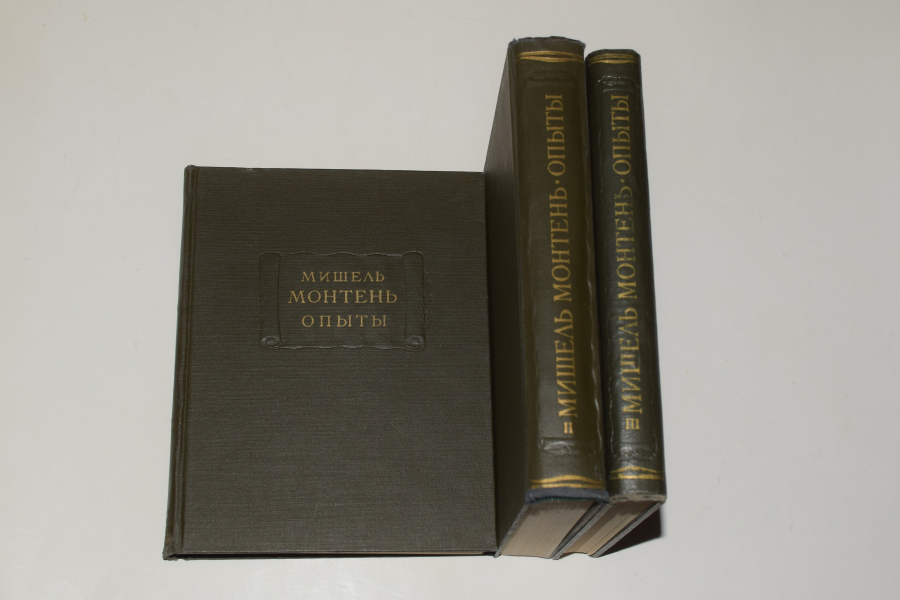 МИШЕЛЬ
МОНТЕНЬ
ОПЫТЫ
II МИШЕЛЬ МОНТЕНЬ · ОПЫТЫ
III МИШЕЛЬ МОНТЕНЬ · ОПЫТЫ